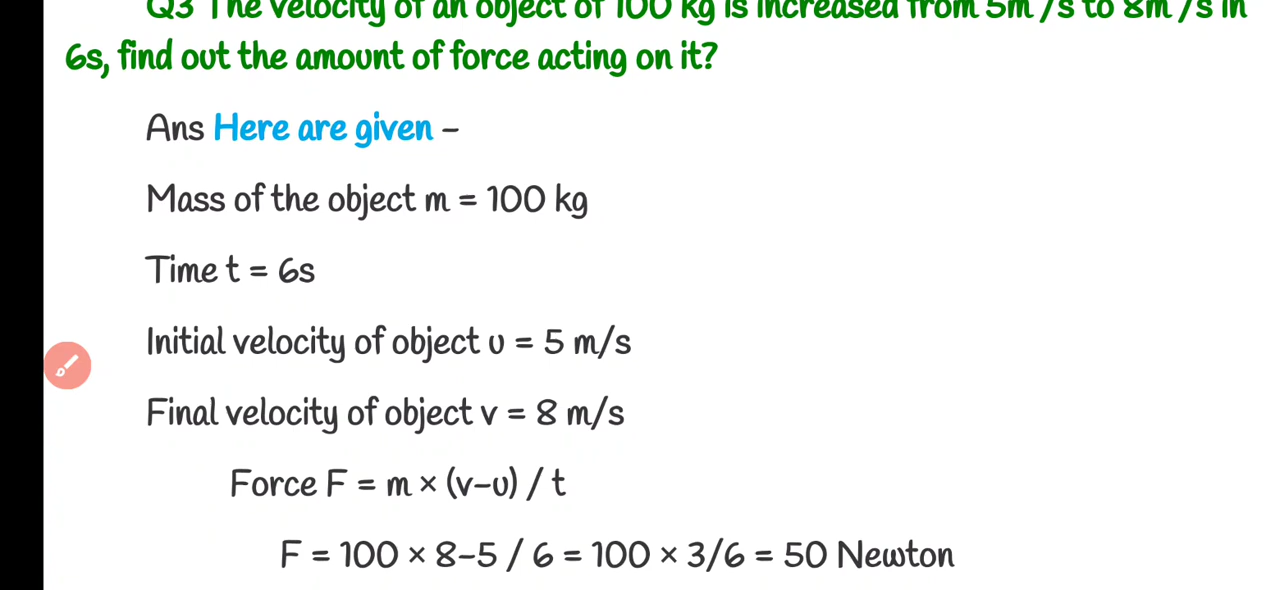 Q3 The velocity of an object of 100 kg is increased from 5m /s to 8m /s in
6s, find out the amount of force acting on it?
Ans Here are given –
Mass of the object m = 100 kg
Time t = 6s
Initial velocity of object u = 5 m/s
Final velocity of object v = 8 m/s
Force F = m × (v–u) / t
F = 100 × 8–5 / 6 = 100 × 3/6 = 50 Newton